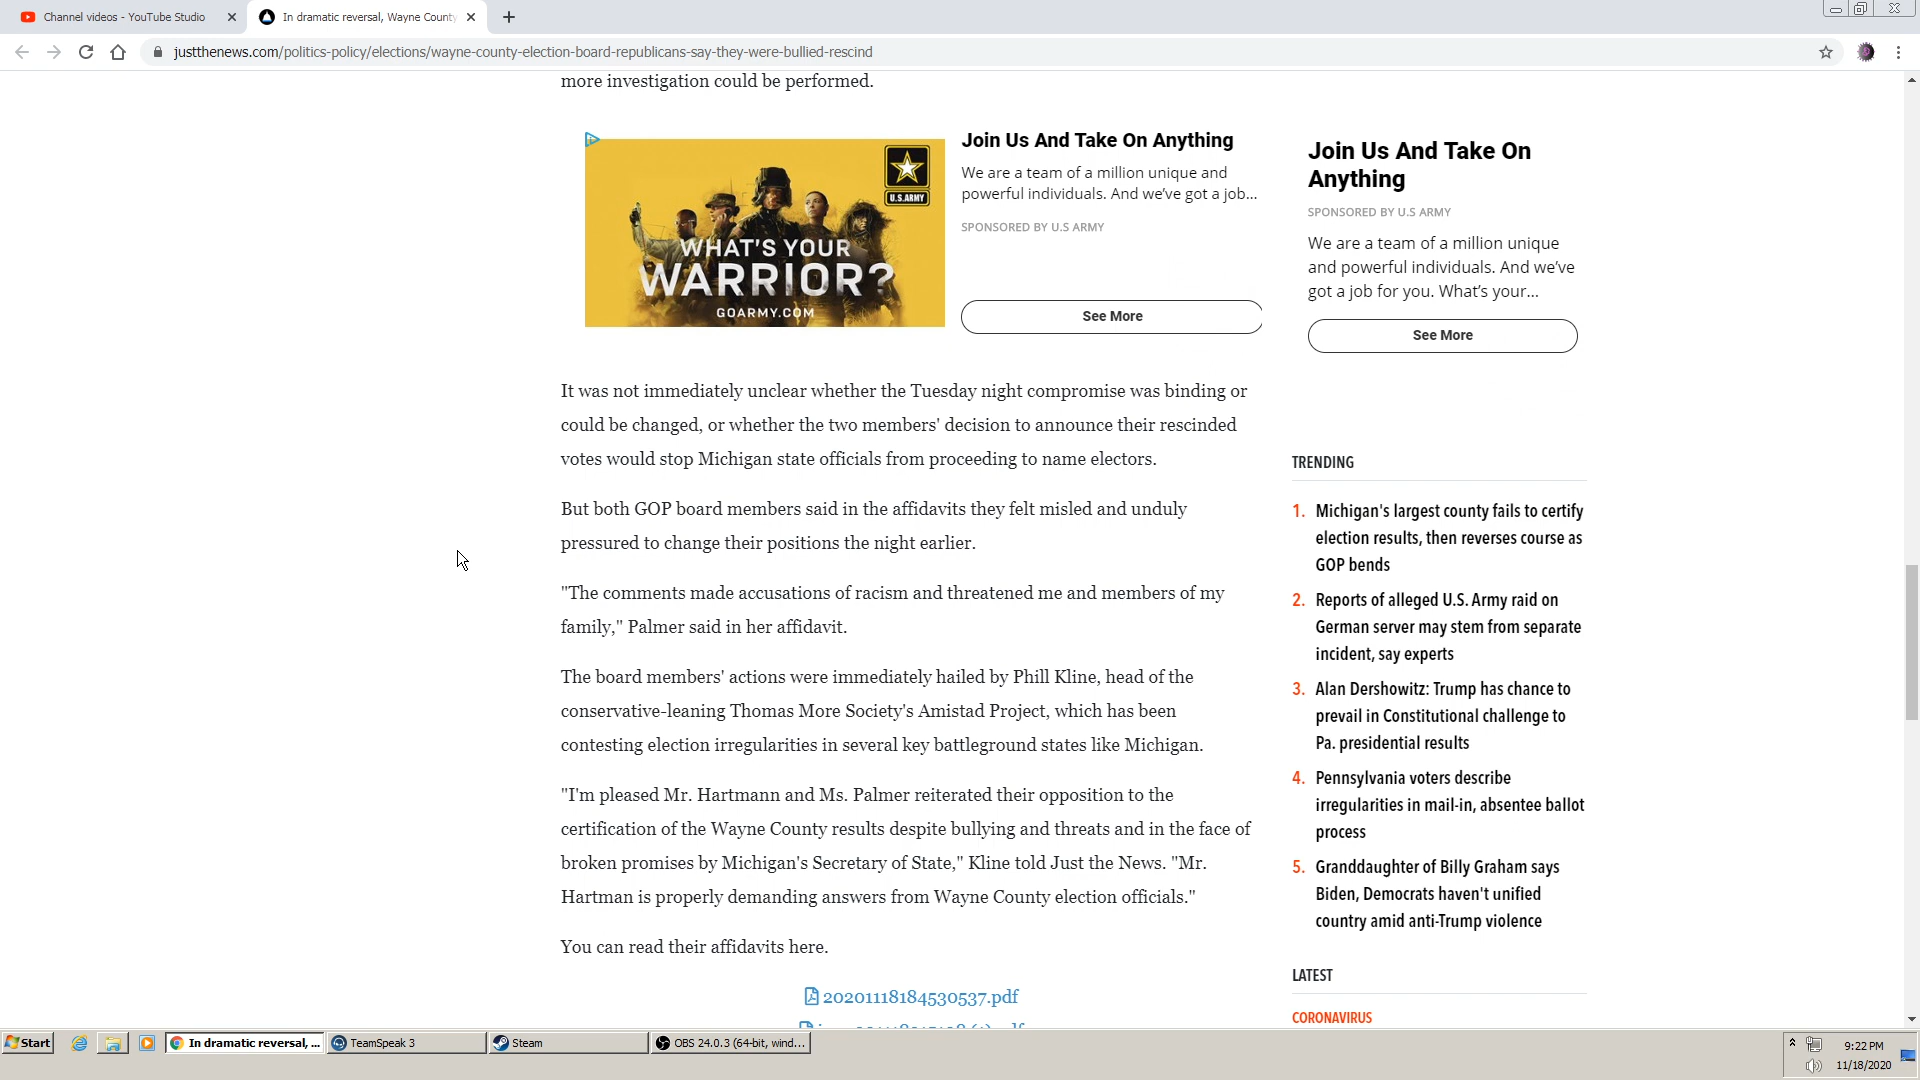 Channel videos - YouTube Studio
In dramatic reversal, Wayne County
justthenews.com/politics-policy/elections/wayne-county-election-board-republicans-say-they-were-bullied-rescind
more investigation could be performed.
U.S.ARMY
WHAT'S YOUR
WARRIOR?
GOARMY.COM
Join Us And Take On Anything
We are a team of a million unique and
powerful individuals. And we've got a job...
SPONSORED BY U.S ARMY
See More
Join Us And Take On
Anything
SPONSORED BY U.S ARMY
We are a team of a million unique
and powerful individuals. And we've
got a job for you. What's your...
See More
It was not immediately unclear whether the Tuesday night compromise was binding or
could be changed, or whether the two members' decision to announce their rescinded
votes would stop Michigan state officials from proceeding to name electors.
But both GOP board members said in the affidavits they felt misled and unduly
pressured to change their positions the night earlier.
"The comments made accusations of racism and threatened me and members of my
family," Palmer said in her affidavit.
The board members' actions were immediately hailed by Phill Kline, head of the
conservative-leaning Thomas More Society's Amistad Project, which has been
contesting election irregularities in several key battleground states like Michigan.
"I'm pleased Mr. Hartmann and Ms. Palmer reiterated their opposition to the
certification of the Wayne County results despite bullying and threats and in the face of
broken promises by Michigan's Secretary of State," Kline told Just the News. "Mr.
Hartman is properly demanding answers from Wayne County election officials."
You can read their affidavits here.
20201118184530537.pdf
TRENDING
1. Michigan's largest county fails to certify
election results, then reverses course as
GOP bends
2. Reports of alleged U.S. Army raid on
German server may stem from separate
incident, say experts
3. Alan Dershowitz: Trump has chance to
prevail in Constitutional challenge to
Pa. presidential results
4. Pennsylvania voters describe
irregularities in mail-in, absentee ballot
process
5. Granddaughter of Billy Graham says
Biden, Democrats haven't unified
country amid anti-Trump violence
LATEST
CORONAVIRUS
Start
In dramatic reversal, ...
TeamSpeak 3
Steam
OBS 24.0.3 (64-bit, wind...
9:22 PM
11/18/2020